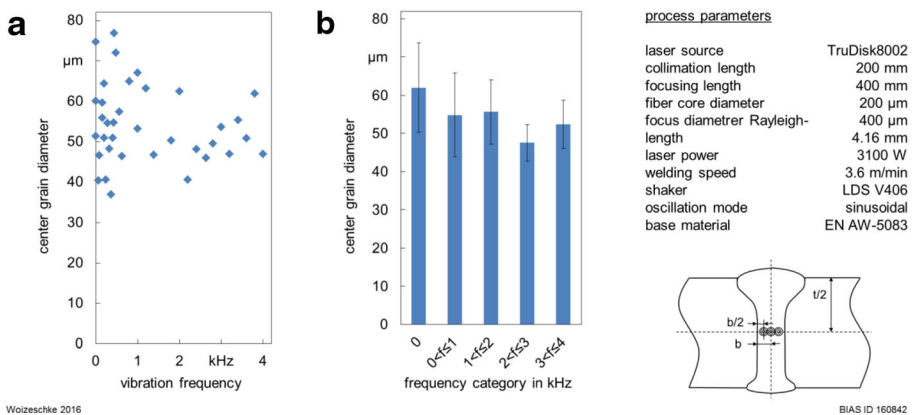 a
80
70
µm
60
50
40
30
20
10
0
center grain diameter
0 1 2 kHz 4
vibration frequency
b
80
70
µm
60
50
40
30
20
10
0
center grain diameter
0 0<f≤1 1<f≤2 2<f≤3 3<f≤4
frequency category in kHz
process parameters
laser source TruDisk8002
collimation length 200 mm
focusing length 400 mm
fiber core diameter 200 µm
focus diametrer Rayleigh- 400 µm
length 4.16 mm
laser power 3100 W
welding speed 3.6 m/min
shaker LDS V406
oscillation mode sinusoidal
base material EN AW-5083
t/2
b/2
b
Woizeschke 2016
BIAS ID 160842